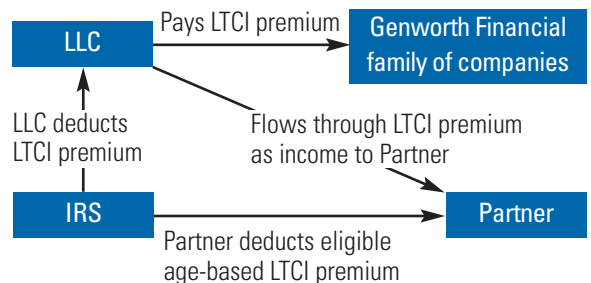 LLC
Pays LTCI premium
Genworth Financial
family of companies
LLC deducts
LTCI premium
Flows through LTCI premium
as income to Partner
IRS
Partner
Partner deducts eligible
age-based LTCI premium